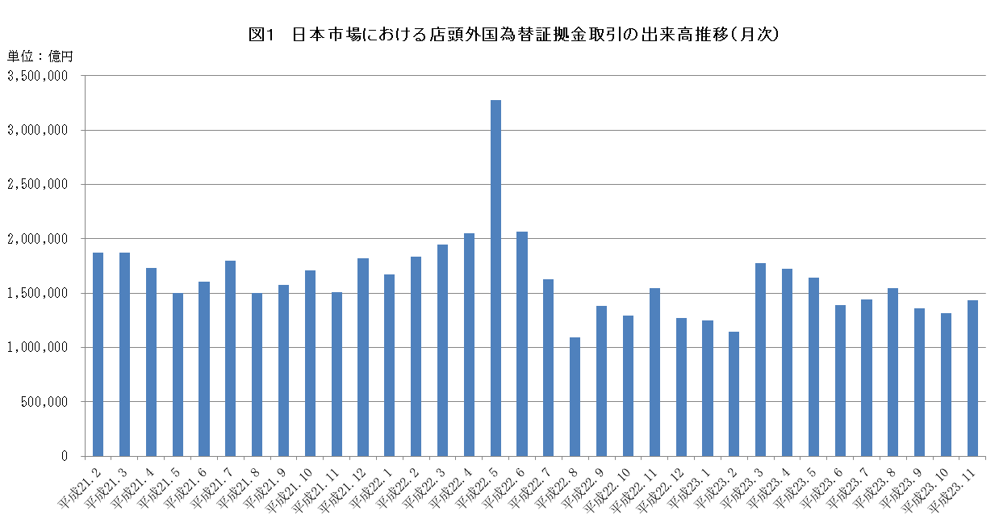 図1　日本市場における店頭外国為替証拠金取引の出来高推移(月次)
単位：億円
3,500,000
3,000,000
2,500,000
2,000,000
1,500,000
1,000,000
500,000
0
平成21.2
平成21.3
平成21.4
平成21.5
平成21.6
平成21.7
平成21.8
平成21.9
平成21.10
平成21.11
平成21.12
平成22.1
平成22.2
平成22.3
平成22.4
平成22.5
平成22.6
平成22.7
平成22.8
平成22.9
平成22.10
平成22.11
平成22.12
平成23.1
平成23.2
平成23.3
平成23.4
平成23.5
平成23.6
平成23.7
平成23.8
平成23.9
平成23.10
平成23.11